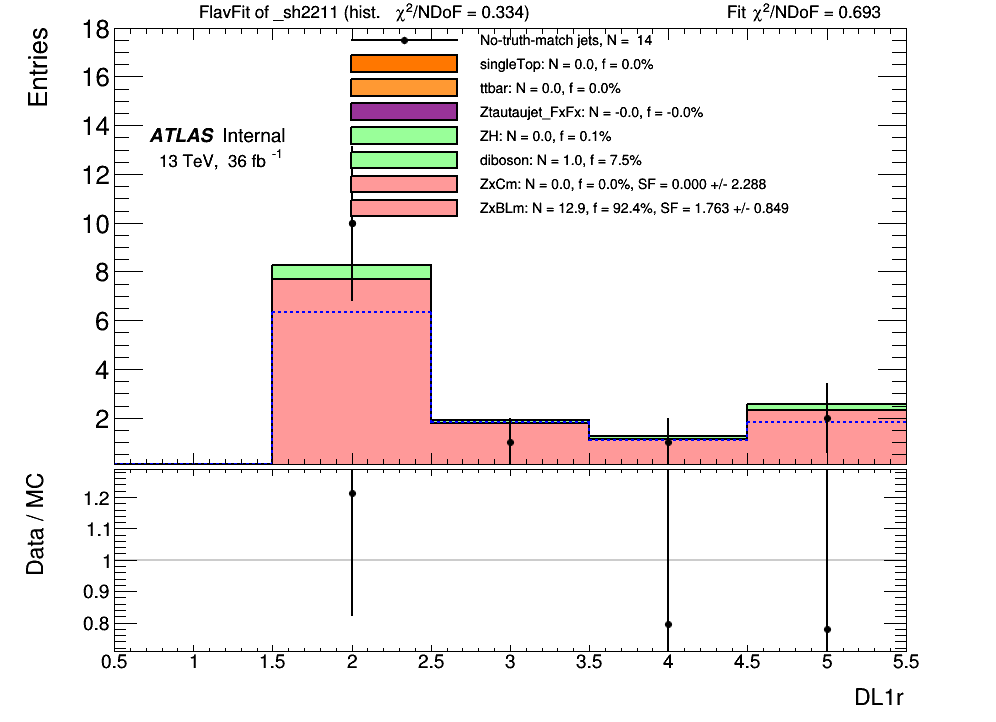 FlavFit of _sh2211 (hist. χ²/NDoF = 0.334) Fit χ²/NDoF = 0.693
Entries
18
16
14
12
10
8
6
4
2
No-truth-match jets, N = 14
singleTop: N = 0.0, f = 0.0%
ttbar: N = 0.0, f = 0.0%
Ztautaujet_FxFx: N = -0.0, f = -0.0%
ZH: N = 0.0, f = 0.1%
diboson: N = 1.0, f = 7.5%
ZxCm: N = 0.0, f = 0.0%, SF = 0.000 +/- 2.288
ZxBLm: N = 12.9, f = 92.4%, SF = 1.763 +/- 0.849
ATLAS Internal
13 TeV, 36 fb⁻¹
Data / MC
1.2
1.1
1
0.9
0.8
0.5 1 1.5 2 2.5 3 3.5 4 4.5 5 5.5
DL1r